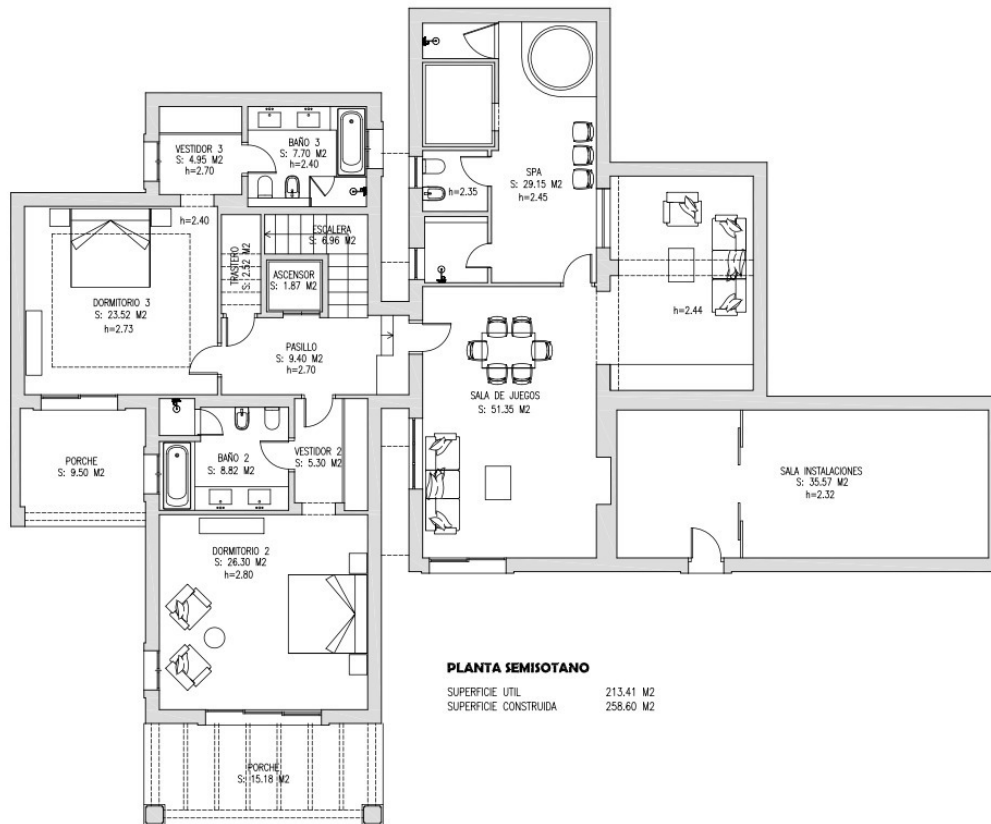 VESTIDOR 3
S: 4.95 M2
h=2.70
BAÑO 3
S: 7.70 M2
h=2.40
SPA
S: 29.15 M2
h=2.45
h=2.35
h=2.40
ESCALERA
S: 6.96 M2
TRASTERO
S: 2.52 M2
ASCENSOR
S: 1.87 M2
DORMITORIO 3
S: 23.52 M2
h=2.73
h=2.44
PASILLO
S: 9.40 M2
h=2.70
SALA DE JUEGOS
S: 51.35 M2
PORCHE
S: 9.50 M2
BAÑO 2
S: 8.82 M2
VESTIDOR 2
S: 5.30 M2
SALA INSTALACIONES
S: 35.57 M2
h=2.32
DORMITORIO 2
S: 26.30 M2
h=2.80
PLANTA SEMISOTANO
SUPERFICIE UTIL 213.41 M2
SUPERFICIE CONSTRUIDA 258.60 M2
PORCHE
S: 15.18 M2